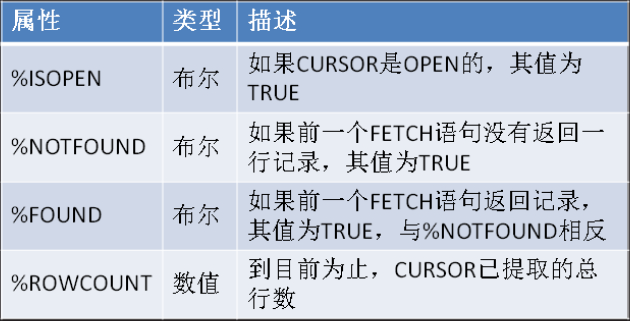 属性 类型 描述
%ISOPEN 布尔 如果CURSOR是OPEN的，其值为
TRUE
%NOTFOUND 布尔 如果前一个FETCH语句没有返回一
行记录，其值为TRUE
%FOUND 布尔 如果前一个FETCH语句返回记录，
其值为TRUE，与%NOTFOUND相反
%ROWCOUNT 数值 到目前为止，CURSOR已提取的总
行数